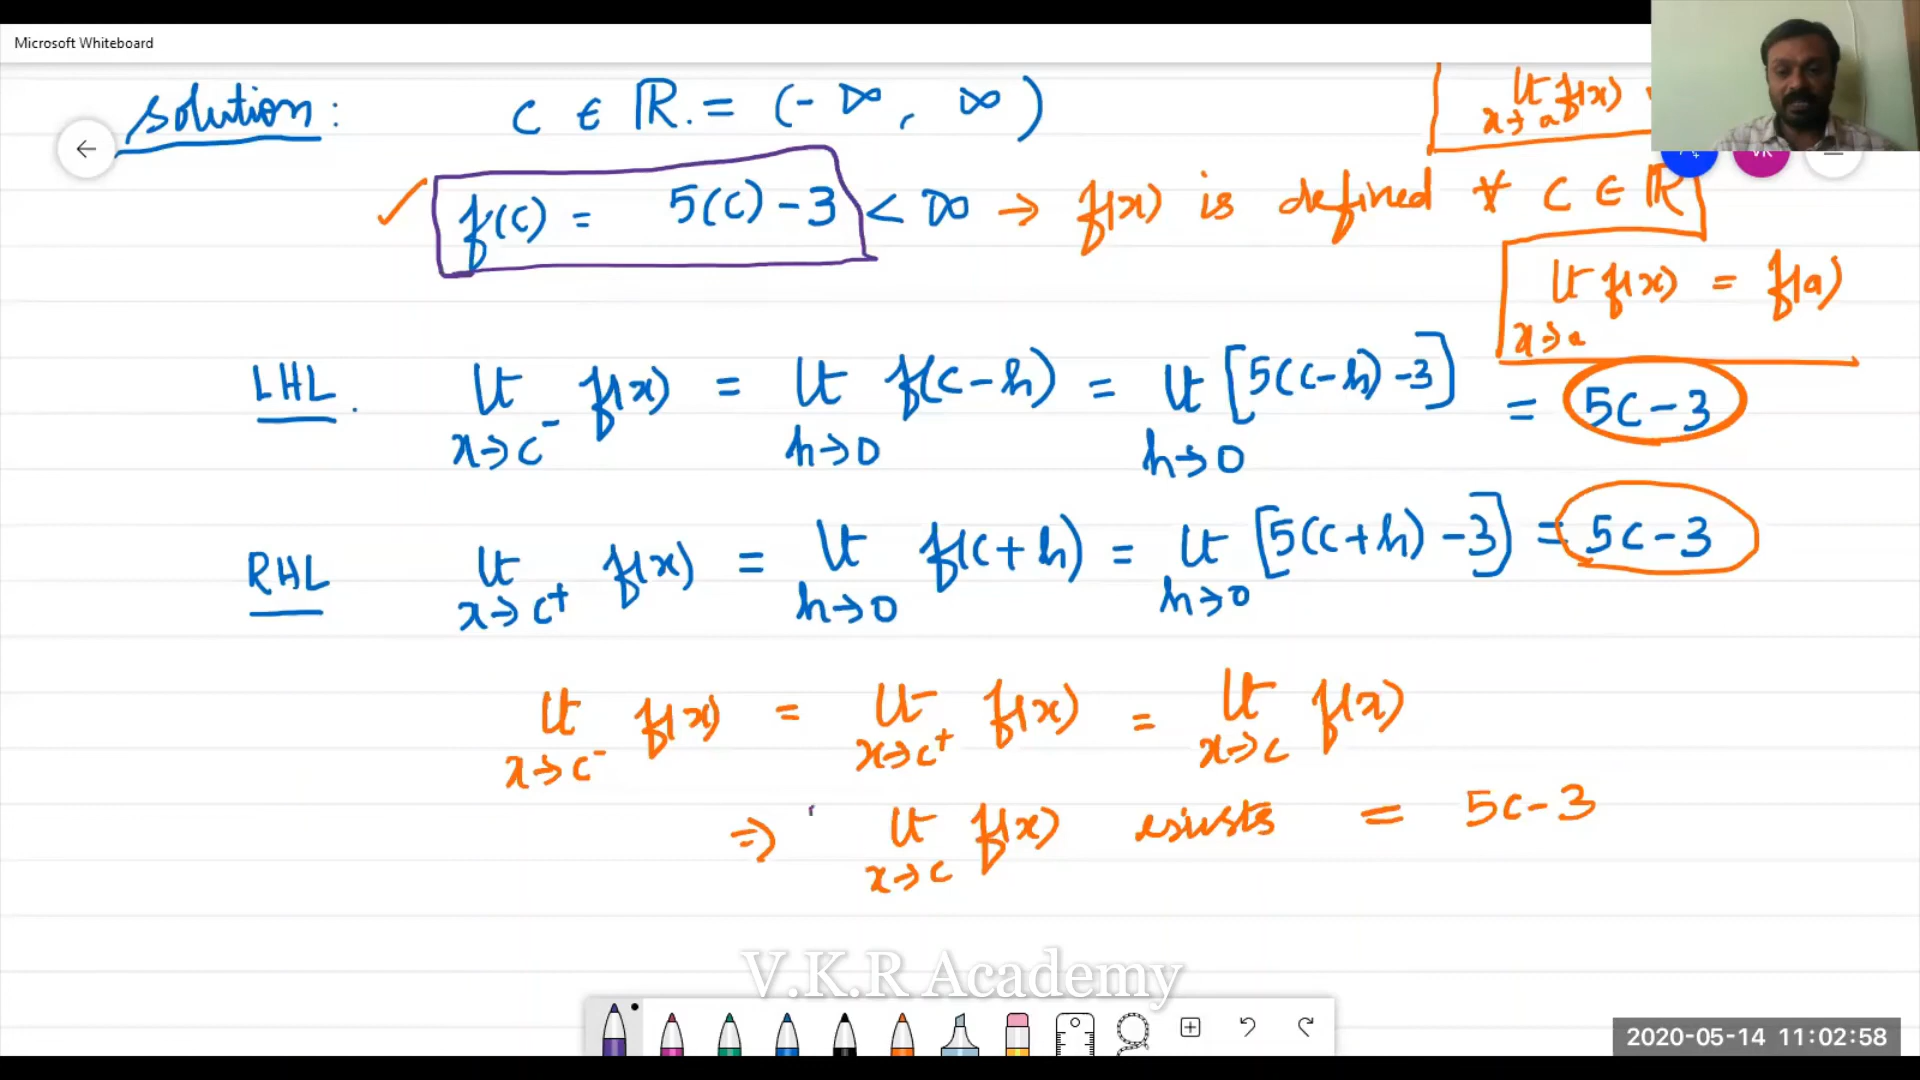 Microsoft Whiteboard
solution: c ∈ ℝ. = (-∞, ∞)
lt f(x)
x→a
f(c) = 5(c) - 3 < ∞ → f(x) is defined ∀ c ∈ ℝ
lt f(x) = f(a)
x→a
LHL. lt f(x) = lt f(c-h) = lt [5(c-h)-3] = 5c-3
x→c⁻ h→0 h→0
RHL lt f(x) = lt f(c+h) = lt [5(c+h)-3] = 5c-3
x→c⁺ h→0 h→0
lt f(x) = lt f(x) = lt f(x)
x→c⁻ x→c⁺ x→c
⇒ lt f(x) exists = 5c-3
x→c
V.K.R Academy
2020-05-14 11:02:58